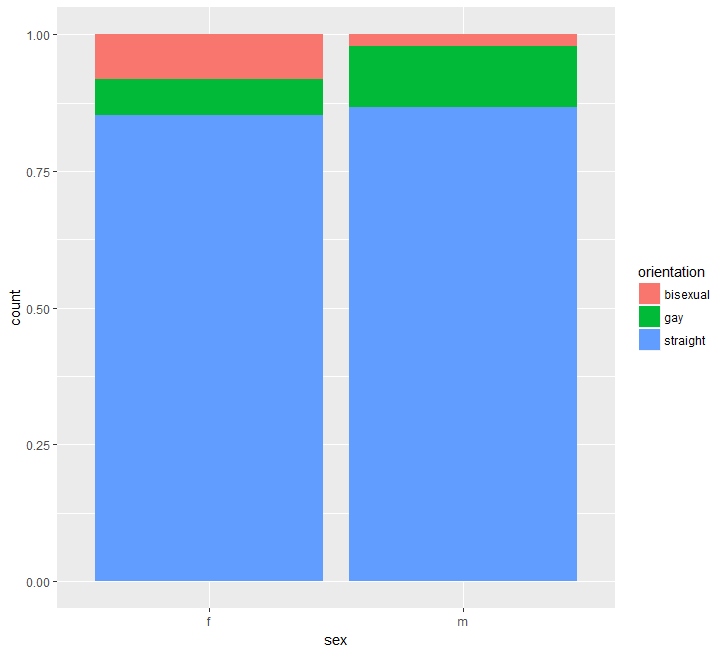 1.00
0.75
0.50
0.25
0.00
count
f
m
sex
orientation
bisexual
gay
straight